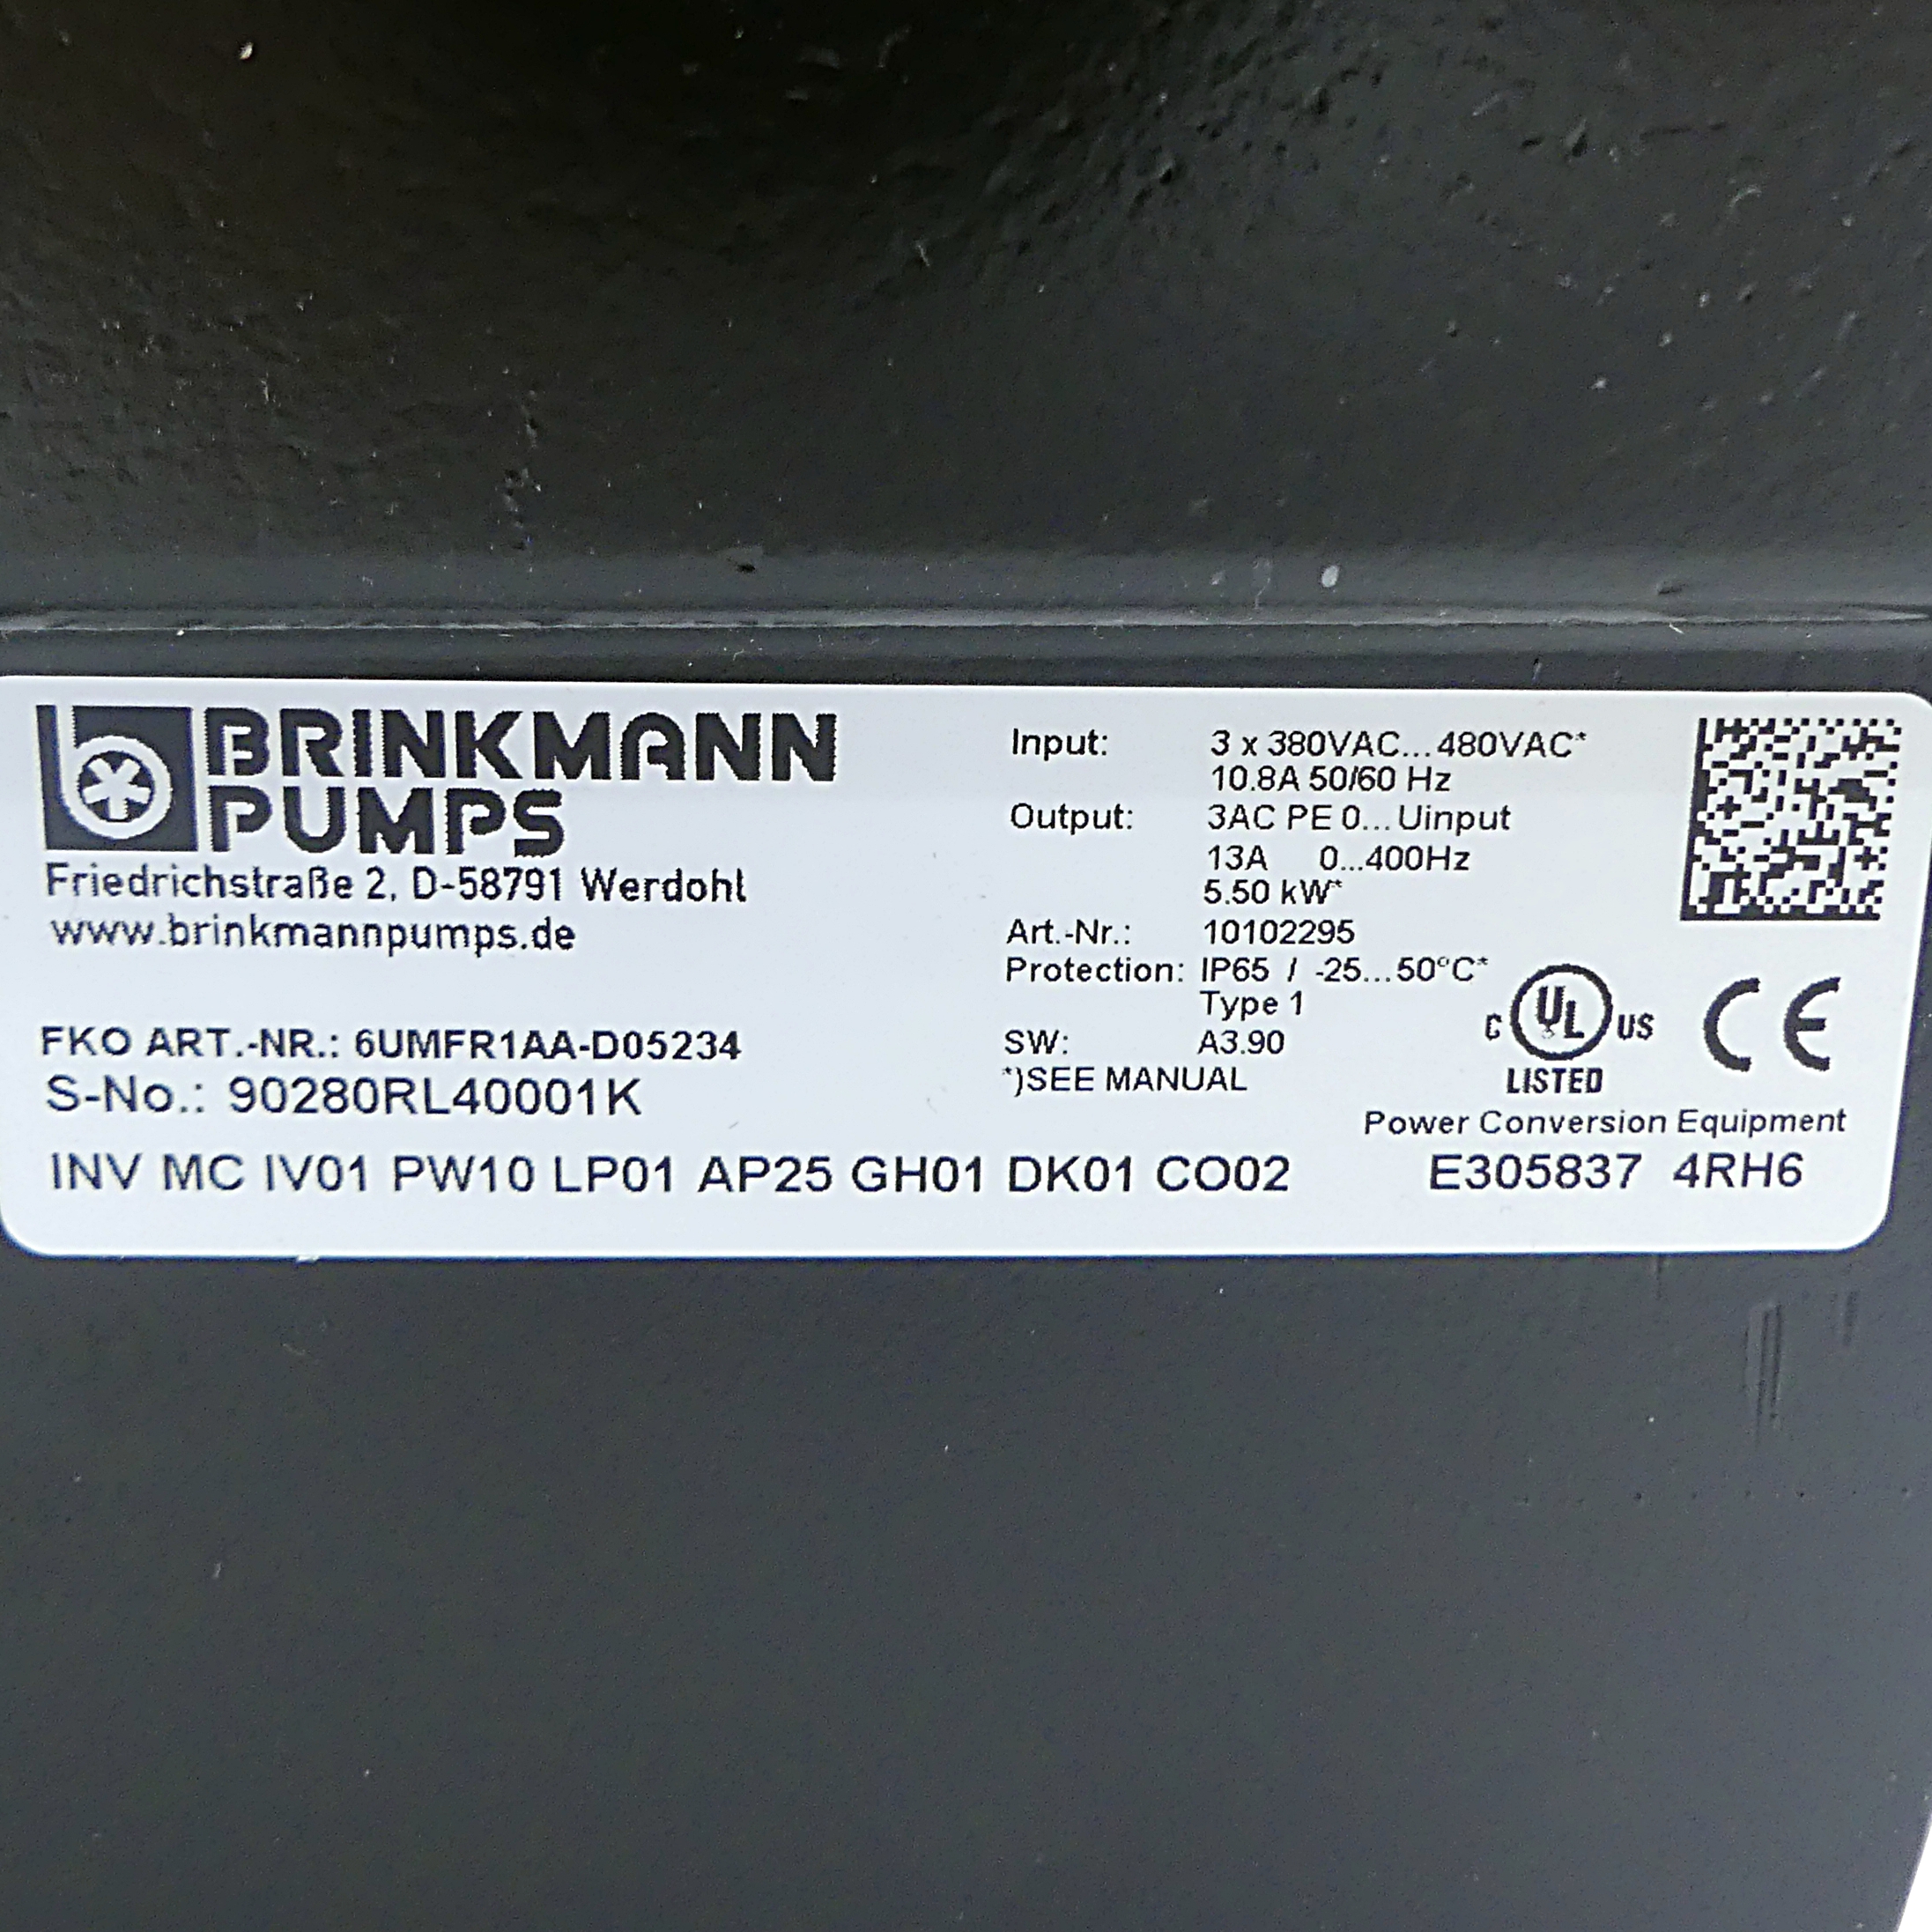 BRINKMANN
PUMPS
Friedrichstraße 2, D-58791 Werdohl
www.brinkmannpumps.de
FKO ART.-NR.: 6UMFR1AA-D05234
S-No.: 90280RL40001K
INV MC IV01 PW10 LP01 AP25 GH01 DK01 CO02
Input: 3 x 380VAC...480VAC*
10.8A 50/60 Hz
Output: 3AC PE 0... Uinput
13A 0...400Hz
5.50 kW*
Art.-Nr.: 10102295
Protection: IP65 / -25...50°C*
Type 1
SW: A3.90
*)SEE MANUAL
C UL US
LISTED
CE
Power Conversion Equipment
E305837 4RH6